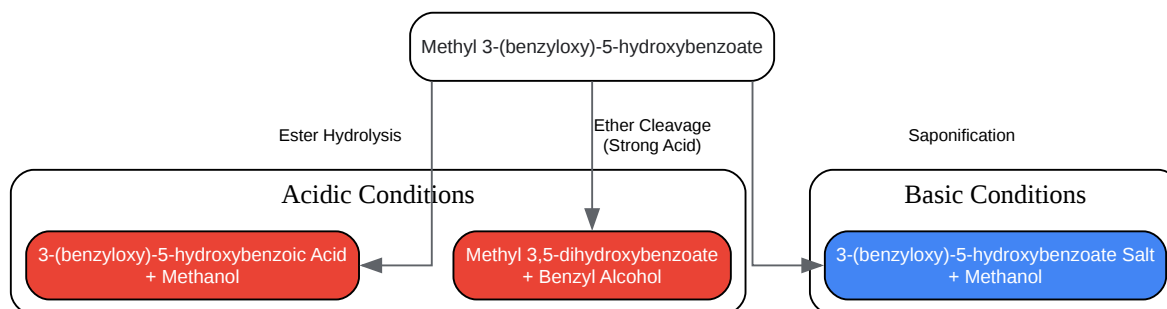 Methyl 3-(benzyloxy)-5-hydroxybenzoate
Ester Hydrolysis
Ether Cleavage
(Strong Acid)
Saponification
Acidic Conditions
Basic Conditions
3-(benzyloxy)-5-hydroxybenzoic Acid
+ Methanol
Methyl 3,5-dihydroxybenzoate
+ Benzyl Alcohol
3-(benzyloxy)-5-hydroxybenzoate Salt
+ Methanol